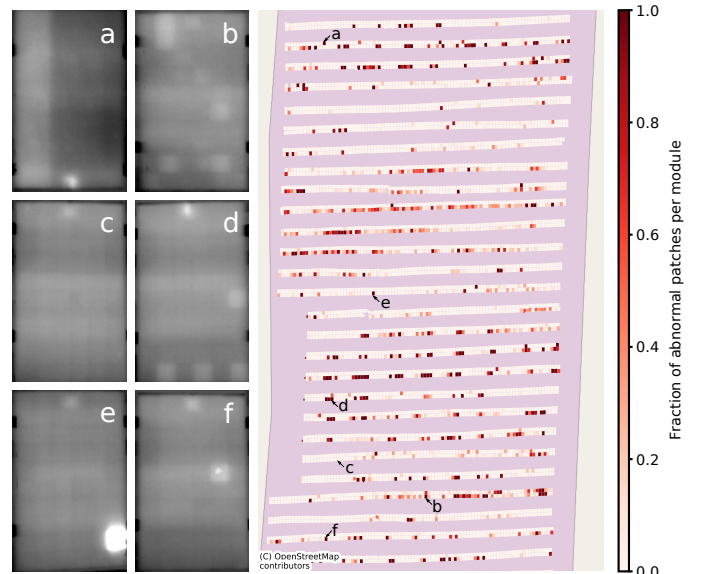 a
b
c
d
e
f
a
e
d
c
b
f
(C) OpenStreetMap
contributors
1.0
0.8
0.6
0.4
0.2
0.0
Fraction of abnormal patches per module